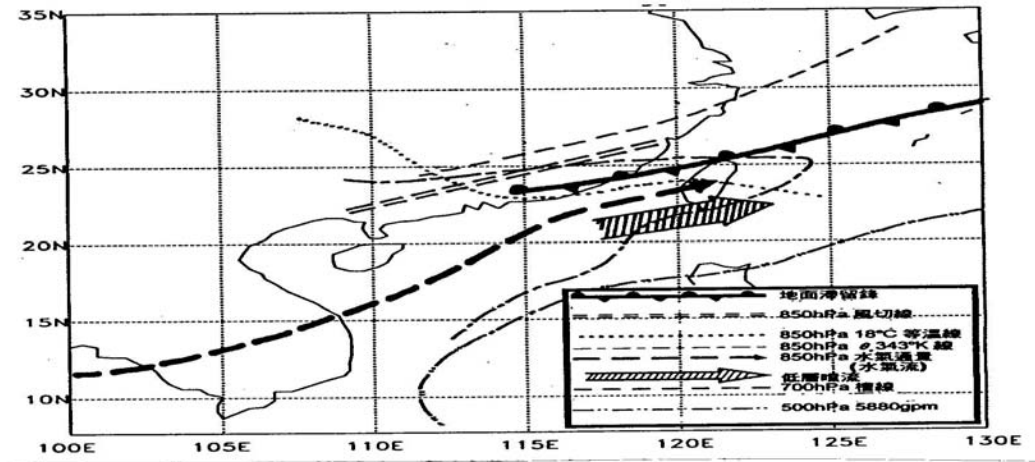 35N
30N
25N
20N
15N
10N
100E 105E 110E 115E 120E 125E 130E
地面滯留鋒
850hPa 風切線
850hPa 18°C 等溫線
850hPa θ 343°K 線
850hPa 水氣通量
(水氣流)
低層噴流
700hPa 槽線
500hPa 5880gpm